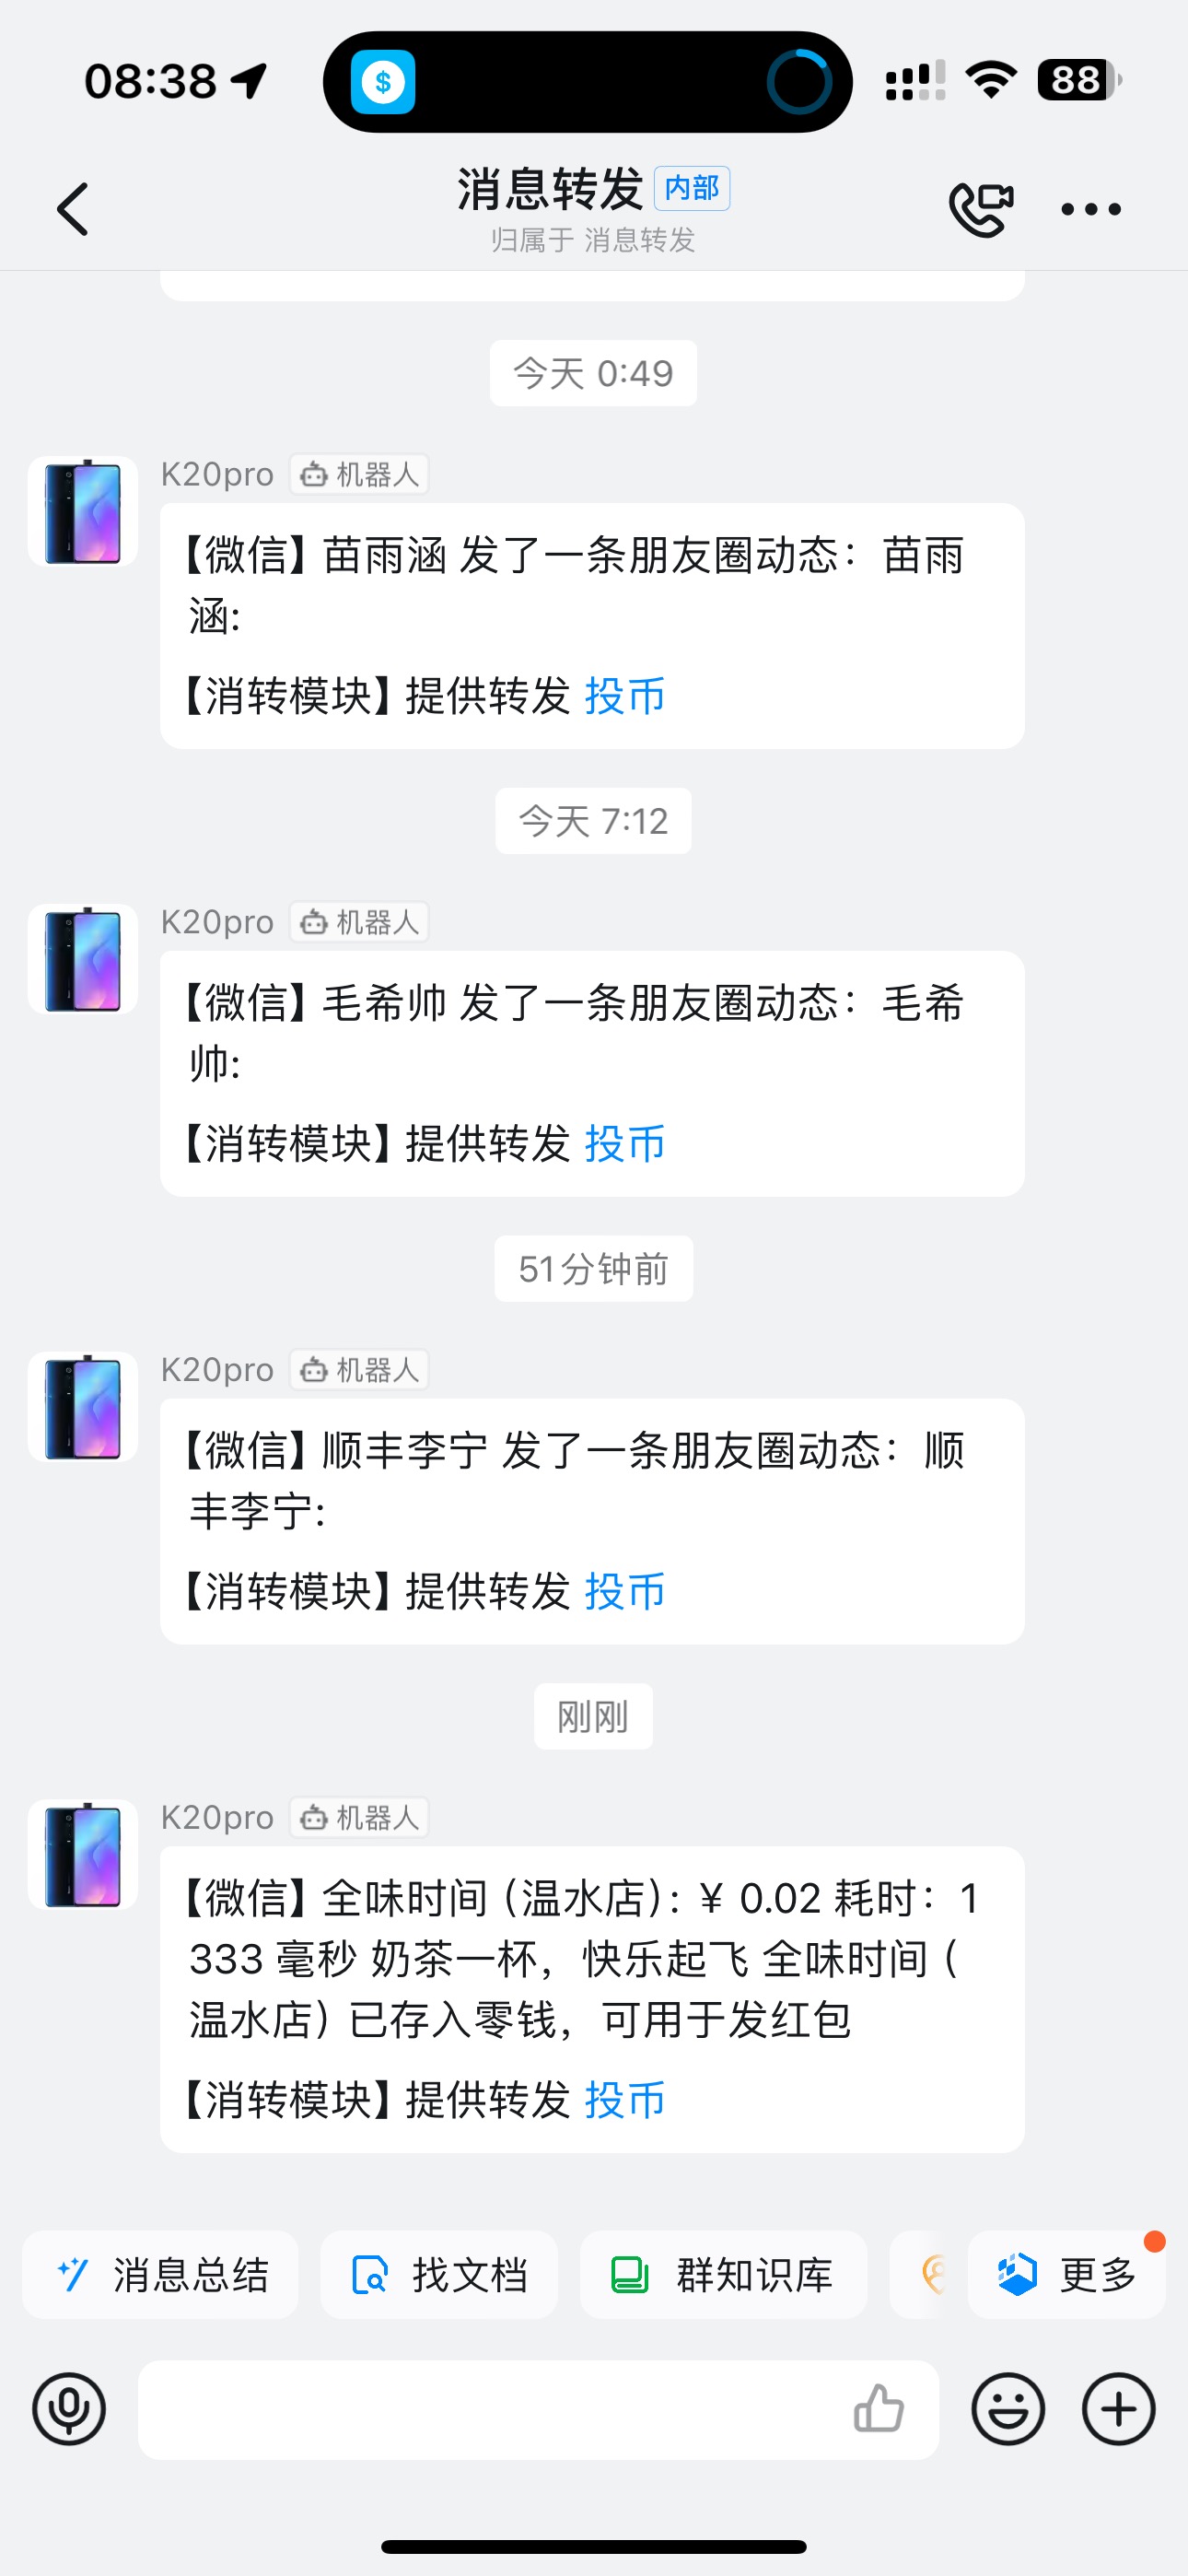 08:38
88
消息转发 内部
归属于 消息转发
今天 0:49
K20pro 机器人
【微信】苗雨涵 发了一条朋友圈动态：苗雨
涵:
【消转模块】提供转发 投币
今天 7:12
K20pro 机器人
【微信】毛希帅 发了一条朋友圈动态：毛希
帅:
【消转模块】提供转发 投币
51分钟前
K20pro 机器人
【微信】顺丰李宁 发了一条朋友圈动态：顺
丰李宁:
【消转模块】提供转发 投币
刚刚
K20pro 机器人
【微信】全味时间（温水店）: ¥ 0.02 耗时：1
333 毫秒 奶茶一杯，快乐起飞 全味时间（
温水店）已存入零钱，可用于发红包
【消转模块】提供转发 投币
消息总结 找文档 群知识库 更多